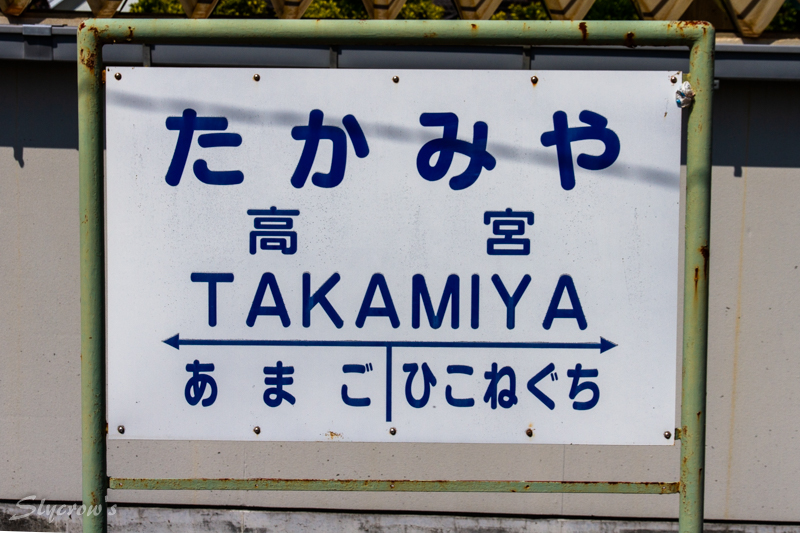 たかみや
高宮
TAKAMIYA
あまご ひこねぐち
Slycrow's